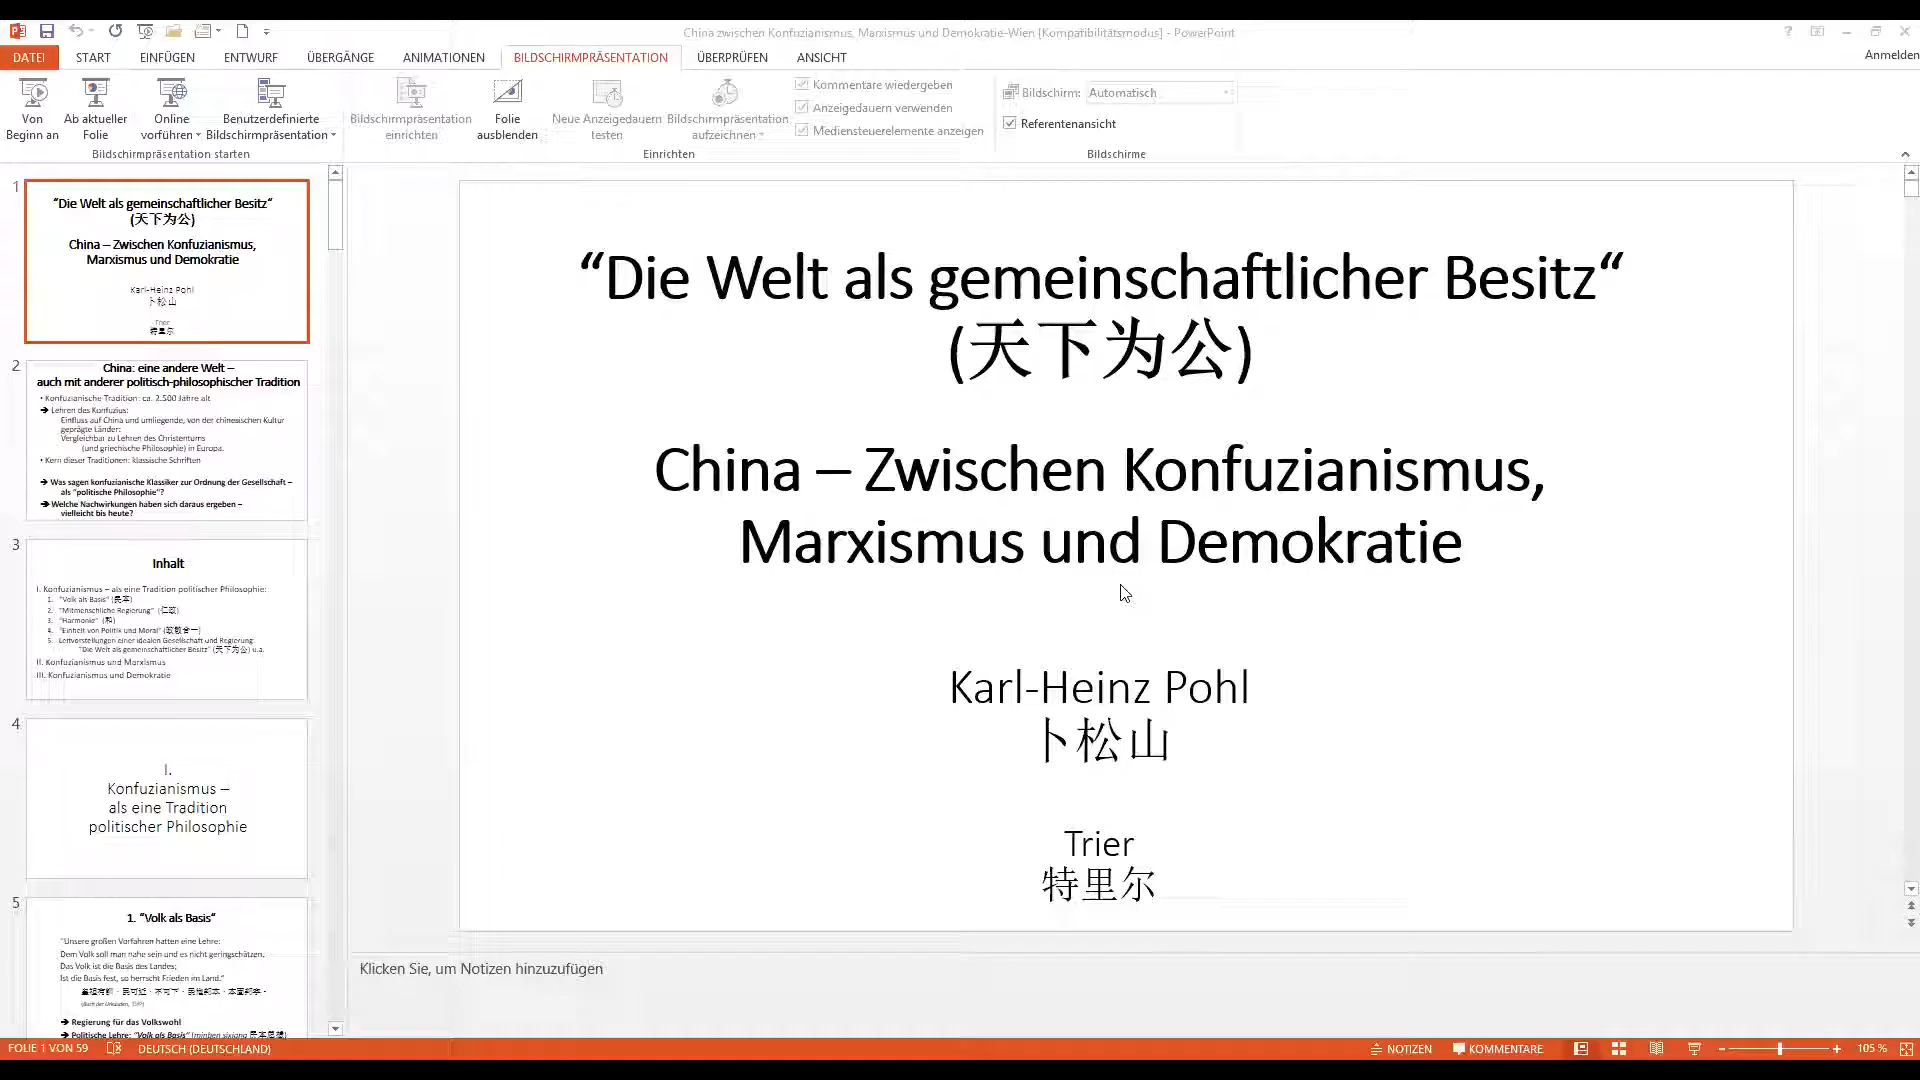 China zwischen Konfuzianismus, Marxismus und Demokratie-Wien [Kompatibilitätsmodus] - PowerPoint
DATEI START EINFÜGEN ENTWURF ÜBERGÄNGE ANIMATIONEN BILDSCHIRMPRÄSENTATION ÜBERPRÜFEN ANSICHT Anmelden
Von Beginn an
Ab aktueller Folie
Online vorführen
Benutzerdefinierte Bildschirmpräsentation
Bildschirmpräsentation einrichten
Folie ausblenden
Neue Anzeigedauern testen
Bildschirmpräsentation aufzeichnen
Kommentare wiedergeben
Anzeigedauern verwenden
Mediensteuerelemente anzeigen
Bildschirm: Automatisch
Referentenansicht
Bildschirmpräsentation starten
Einrichten
Bildschirme
1
“Die Welt als gemeinschaftlicher Besitz“
(天下为公)
China – Zwischen Konfuzianismus,
Marxismus und Demokratie
Karl-Heinz Pohl
卜松山
Trier
特里尔
2
China: eine andere Welt –
auch mit anderer politisch-philosophischer Tradition
• Konfuzianische Tradition: ca. 2.500 Jahre alt
➔ Lehren des Konfuzius:
Einfluss auf China und umliegende, von der chinesischen Kultur
geprägte Länder:
Vergleichbar zu Lehren des Christentums
(und griechische Philosophie) in Europa.
• Kern dieser Traditionen: klassische Schriften
➔ Was sagen konfuzianische Klassiker zur Ordnung der Gesellschaft –
als “politische Philosophie“?
➔ Welche Nachwirkungen haben sich daraus ergeben –
vielleicht bis heute?
3
Inhalt
I. Konfuzianismus – als eine Tradition politischer Philosophie:
1. "Volk als Basis" (民本)
2. "Mitmenschliche Regierung" (仁政)
3. "Harmonie" (和)
4. "Einheit von Politik und Moral" (政教合一)
5. Leitvorstellungen einer idealen Gesellschaft und Regierung:
"Die Welt als gemeinschaftlicher Besitz" (天下为公) u.a.
II. Konfuzianismus und Marxismus
III. Konfuzianismus und Demokratie
4
I.
Konfuzianismus –
als eine Tradition
politischer Philosophie
5
1. “Volk als Basis“
"Unsere großen Vorfahren hatten eine Lehre:
Dem Volk soll man nahe sein und es nicht geringschätzen.
Das Volk ist die Basis des Landes;
Ist die Basis fest, so herrscht Frieden im Land."
➔ Regierung für das Volkswohl
➔ Politische Lehre: "Volk als Basis" (minben sixiang 民本思想)
“Die Welt als gemeinschaftlicher Besitz“
(天下为公)
China – Zwischen Konfuzianismus,
Marxismus und Demokratie
Karl-Heinz Pohl
卜松山
Trier
特里尔
Klicken Sie, um Notizen hinzuzufügen
FOLIE 1 VON 59 DEUTSCH (DEUTSCHLAND) NOTIZEN KOMMENTARE 105 %